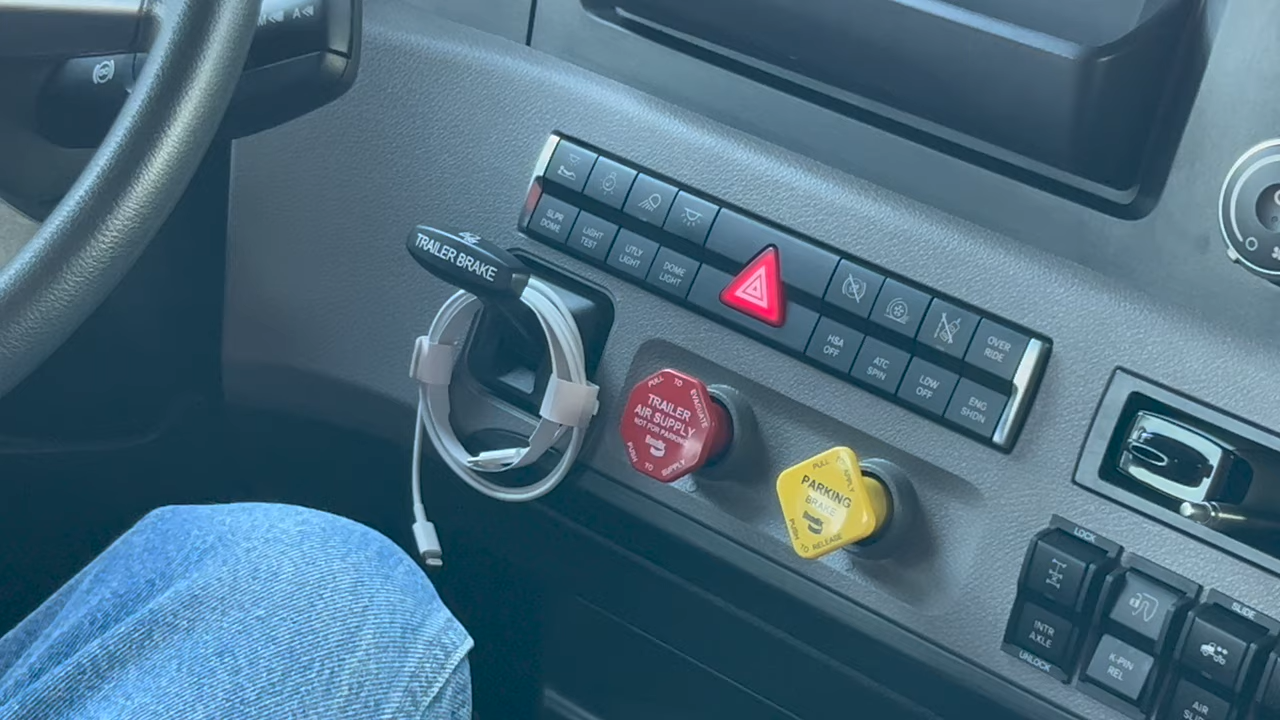 A
TRAILER BRAKE
SLPR
DOME
LIGHT
TEST
UTLY
LIGHT
DOME
LIGHT
HSA
OFF
ATC
SPIN
LOW
OFF
OVER
RIDE
ENG
SHDN
PULL TO EVACUATE
TRAILER
AIR SUPPLY
NOT FOR PARKING
Bendix
PUSH TO SUPPLY
PULL TO APPLY
PARKING
BRAKE
PUSH TO RELEASE
LOCK
INTR
AXLE
UNLOCK
K-PIN
REL
SLIDE
AIR